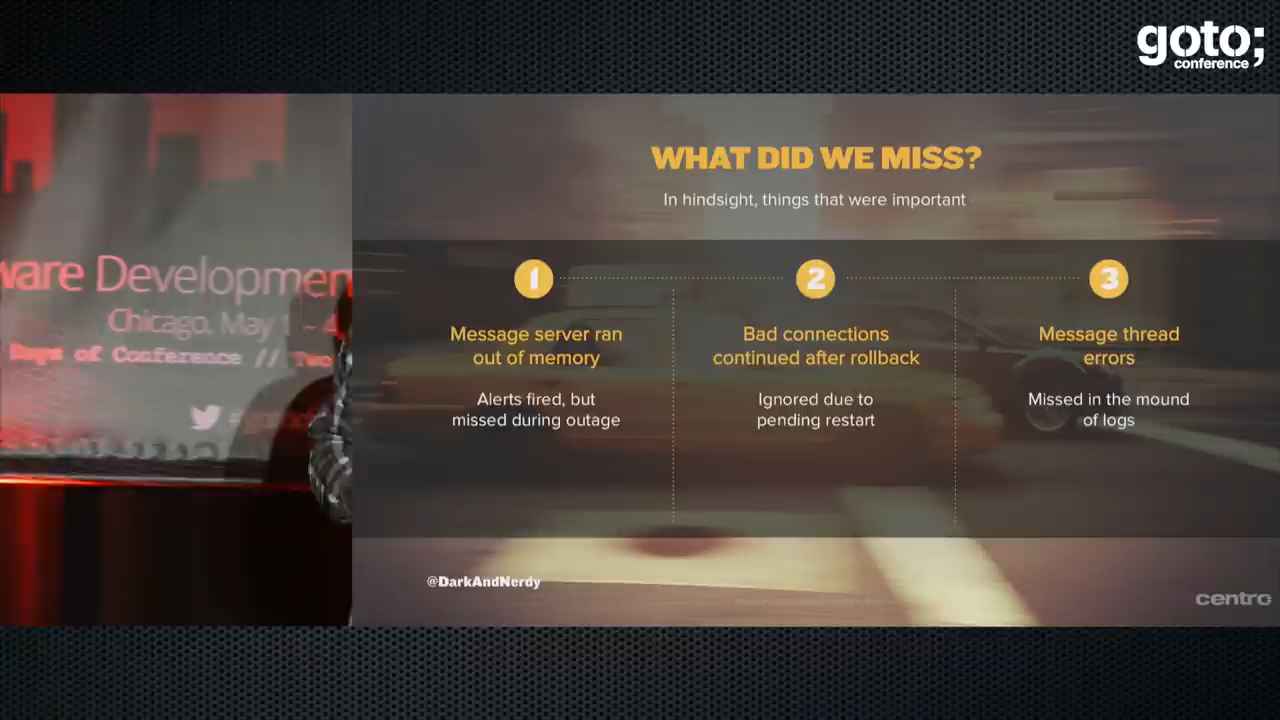 goto;
conference
WHAT DID WE MISS?
In hindsight, things that were important
1
2
3
Message server ran
out of memory
Alerts fired, but
missed during outage
Bad connections
continued after rollback
Ignored due to
pending restart
Message thread
errors
Missed in the mound
of logs
ware Developmen
Chicago, May
Days of Conference // Two
@DarkAndNerdy
centro